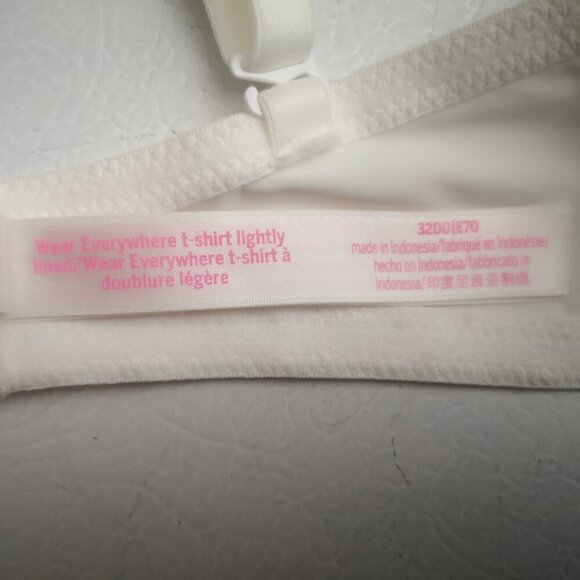 Wear Everywhere t-shirt lightly
lined/Wear Everywhere t-shirt à
doublure légère
32DD|E70
made in Indonesia/fabriqué en Indonésie/
hecho en Indonesia/fabricato in
Indonesia/印度尼西亚制造